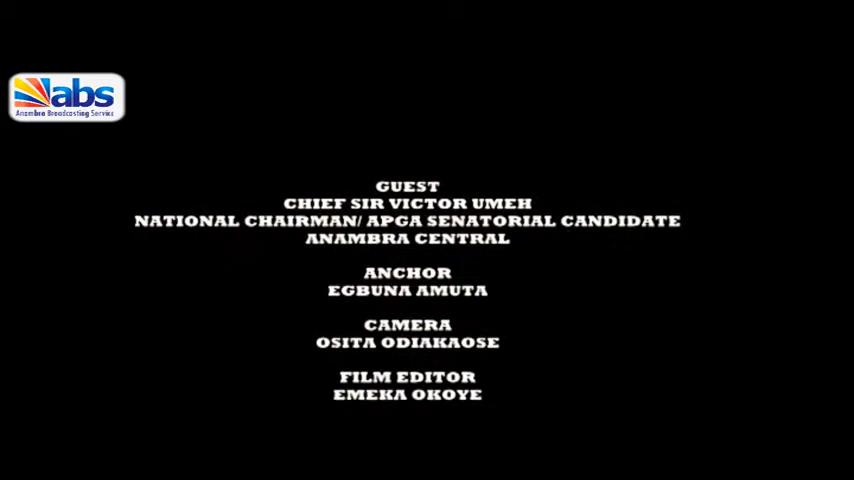 abs
Anambra Broadcasting Service
GUEST
CHIEF SIR VICTOR UMEH
NATIONAL CHAIRMAN/ APGA SENATORIAL CANDIDATE
ANAMBRA CENTRAL
ANCHOR
EGBUNA AMUTA
CAMERA
OSITA ODIAKAOSE
FILM EDITOR
EMEKA OKOYE